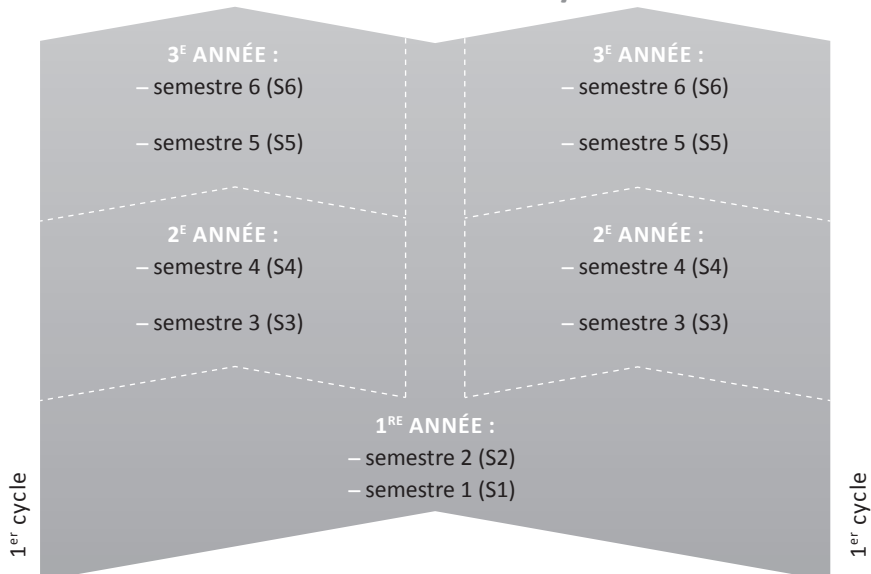 3E ANNÉE :
– semestre 6 (S6)
– semestre 5 (S5)
2E ANNÉE :
– semestre 4 (S4)
– semestre 3 (S3)
3E ANNÉE :
– semestre 6 (S6)
– semestre 5 (S5)
2E ANNÉE :
– semestre 4 (S4)
– semestre 3 (S3)
1RE ANNÉE :
– semestre 2 (S2)
– semestre 1 (S1)
1er cycle
1er cycle